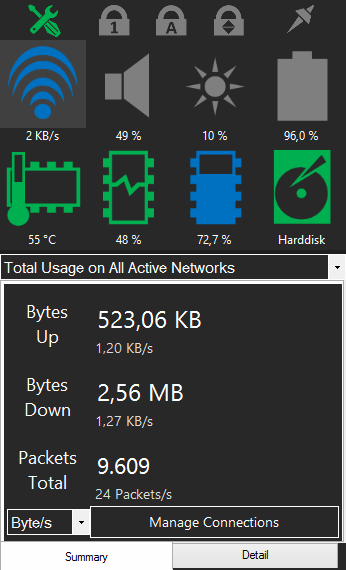 1 A
2 KB/s 49 % 10 % 96,0 %
55 °C 48 % 72,7 % Harddisk
Total Usage on All Active Networks
Bytes
Up
523,06 KB
1,20 KB/s
Bytes
Down
2,56 MB
1,27 KB/s
Packets
Total
9.609
24 Packets/s
Byte/s Manage Connections
Summary Detail